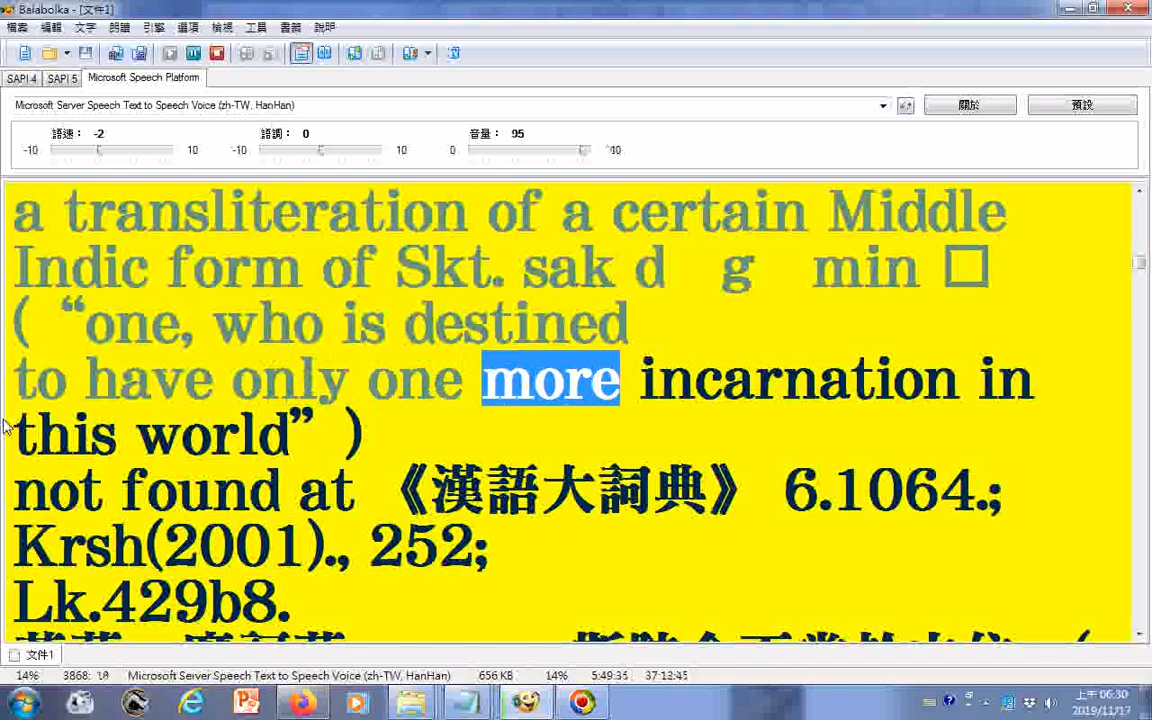 Balabolka - [文件1]
檔案 編輯 文字 朗讀 引擎 選項 檢視 工具 書籤 說明
SAPI 4 SAPI 5 Microsoft Speech Platform
Microsoft Server Speech Text to Speech Voice (zh-TW, HanHan) 關於 預設
語速： -2 語調： 0 音量： 95
-10 10 -10 10 0
a transliteration of a certain Middle
Indic form of Skt. sak d g min □
( “one, who is destined
to have only one more incarnation in
this world” )
not found at 《漢語大詞典》 6.1064.;
Krsh(2001)., 252;
Lk.429b8.
文件1
14% 3868: Microsoft Server Speech Text to Speech Voice (zh-TW, HanHan) 656 KB 14% 5:49:35 37:13:45
上午 06:30
2019/11/17